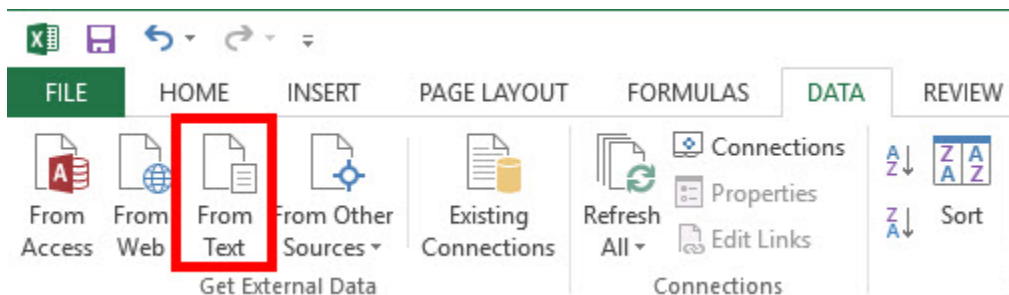 FILE HOME INSERT PAGE LAYOUT FORMULAS DATA REVIEW
From Access
From Web
From Text
From Other Sources
Existing Connections
Refresh All
Connections
Properties
Edit Links
Sort
Get External Data
Connections